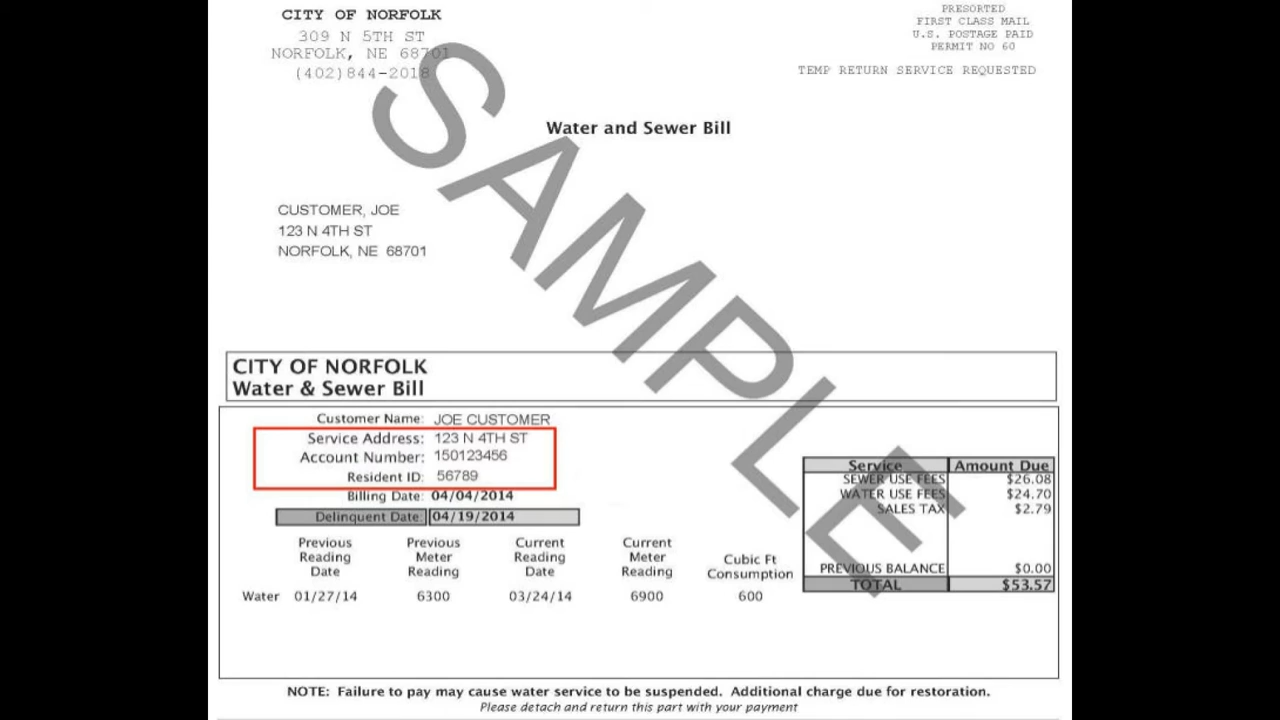 CITY OF NORFOLK
309 N 5TH ST
NORFOLK, NE 68701
(402)844-2018
PRESORTED
FIRST CLASS MAIL
U.S. POSTAGE PAID
PERMIT NO 60
TEMP RETURN SERVICE REQUESTED
SAMPLE
Water and Sewer Bill
CUSTOMER, JOE
123 N 4TH ST
NORFOLK, NE 68701
CITY OF NORFOLK
Water & Sewer Bill
Customer Name: JOE CUSTOMER
Service Address: 123 N 4TH ST
Account Number: 150123456
Resident ID: 56789
Billing Date: 04/04/2014
Delinquent Date: 04/19/2014
Service Amount Due
SEWER USE FEES $26.08
WATER USE FEES $24.70
SALES TAX $2.79
PREVIOUS BALANCE $0.00
TOTAL $53.57
Previous Reading Date Previous Meter Reading Current Reading Date Current Meter Reading Cubic Ft Consumption
Water 01/27/14 6300 03/24/14 6900 600
NOTE: Failure to pay may cause water service to be suspended. Additional charge due for restoration.
Please detach and return this part with your payment